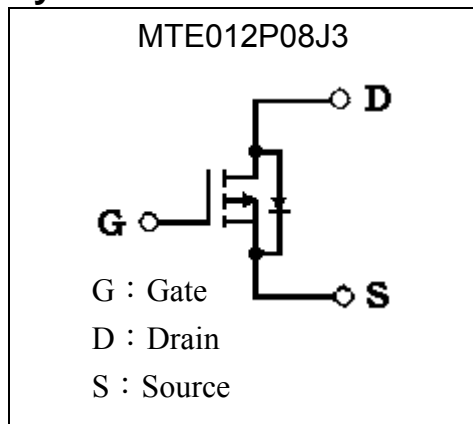 MTE012P08J3
D
G
S
G：Gate
D：Drain
S：Source